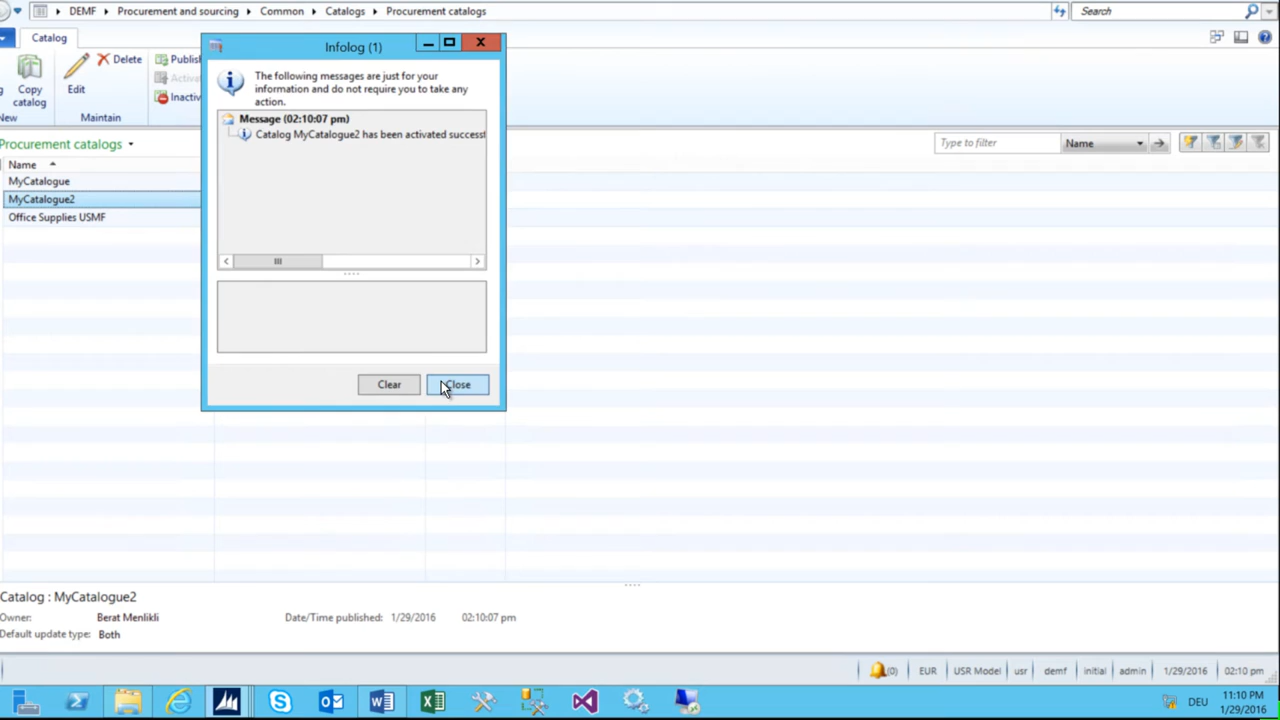 DEMF Procurement and sourcing Common Catalogs Procurement catalogs
Search
Catalog
Copy catalog
Edit
Delete
Maintain
Publis
Activa
Inactiv
New
Infolog (1)
The following messages are just for your
information and do not require you to take any
action.
Message (02:10:07 pm)
Catalog MyCatalogue2 has been activated successt
Clear
Close
Procurement catalogs
Type to filter
Name
Name
MyCatalogue
MyCatalogue2
Office Supplies USMF
Catalog : MyCatalogue2
Owner: Berat Menlikli Date/Time published: 1/29/2016 02:10:07 pm
Default update type: Both
(0) EUR USR Model usr demf initial admin 1/29/2016 02:10 pm
DEU
11:10 PM
1/29/2016